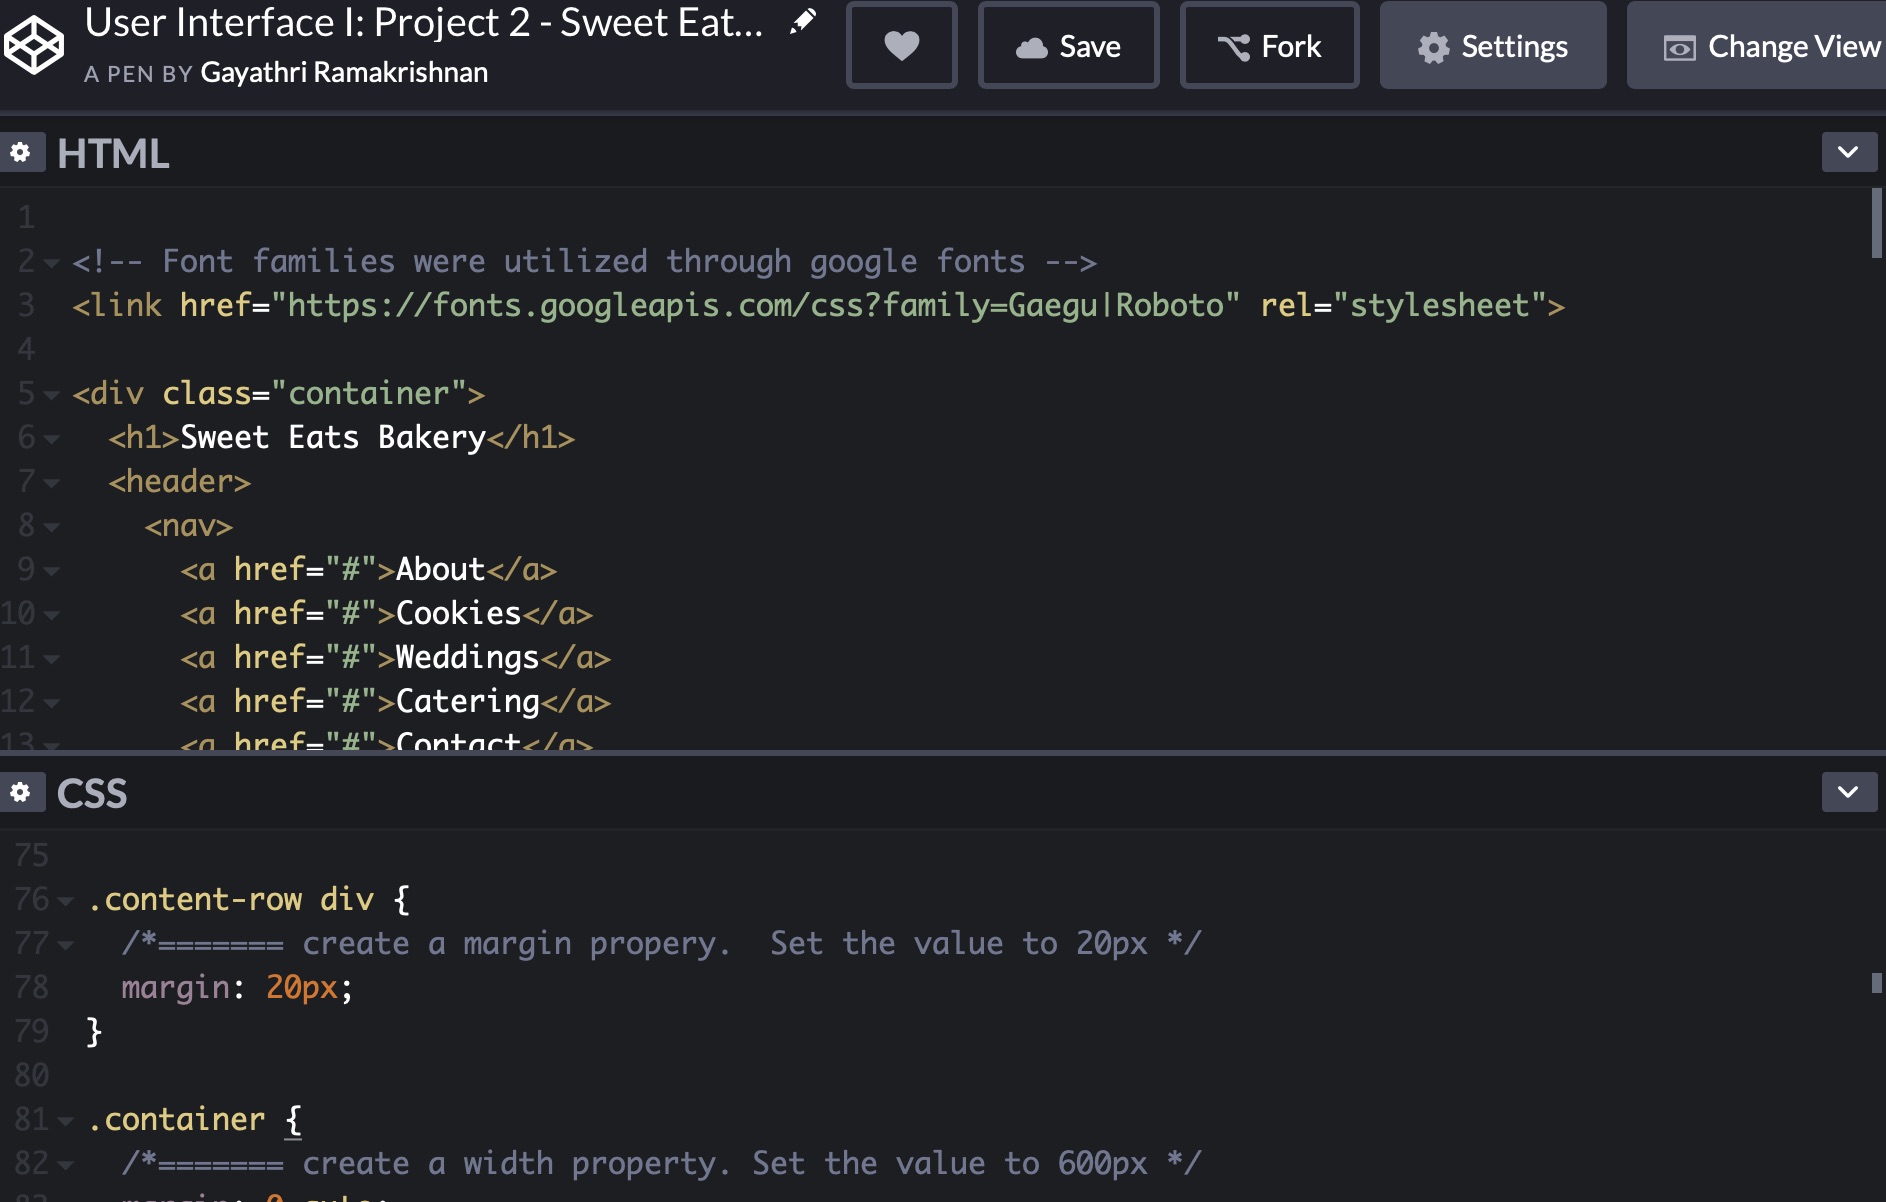 User Interface I: Project 2 - Sweet Eat...
A PEN BY Gayathri Ramakrishnan
Save
Fork
Settings
Change View
HTML
1
2 <!-- Font families were utilized through google fonts -->
3 <link href="https://fonts.googleapis.com/css?family=Gaegu|Roboto" rel="stylesheet">
4
5 <div class="container">
6 <h1>Sweet Eats Bakery</h1>
7 <header>
8 <nav>
9 <a href="#">About</a>
10 <a href="#">Cookies</a>
11 <a href="#">Weddings</a>
12 <a href="#">Catering</a>
13 <a href="#">Contact</a>
CSS
75
76 .content-row div {
77 /*======= create a margin propery.  Set the value to 20px */
78 margin: 20px;
79 }
80
81 .container {
82 /*======= create a width property. Set the value to 600px */
83 margin: 0 auto;